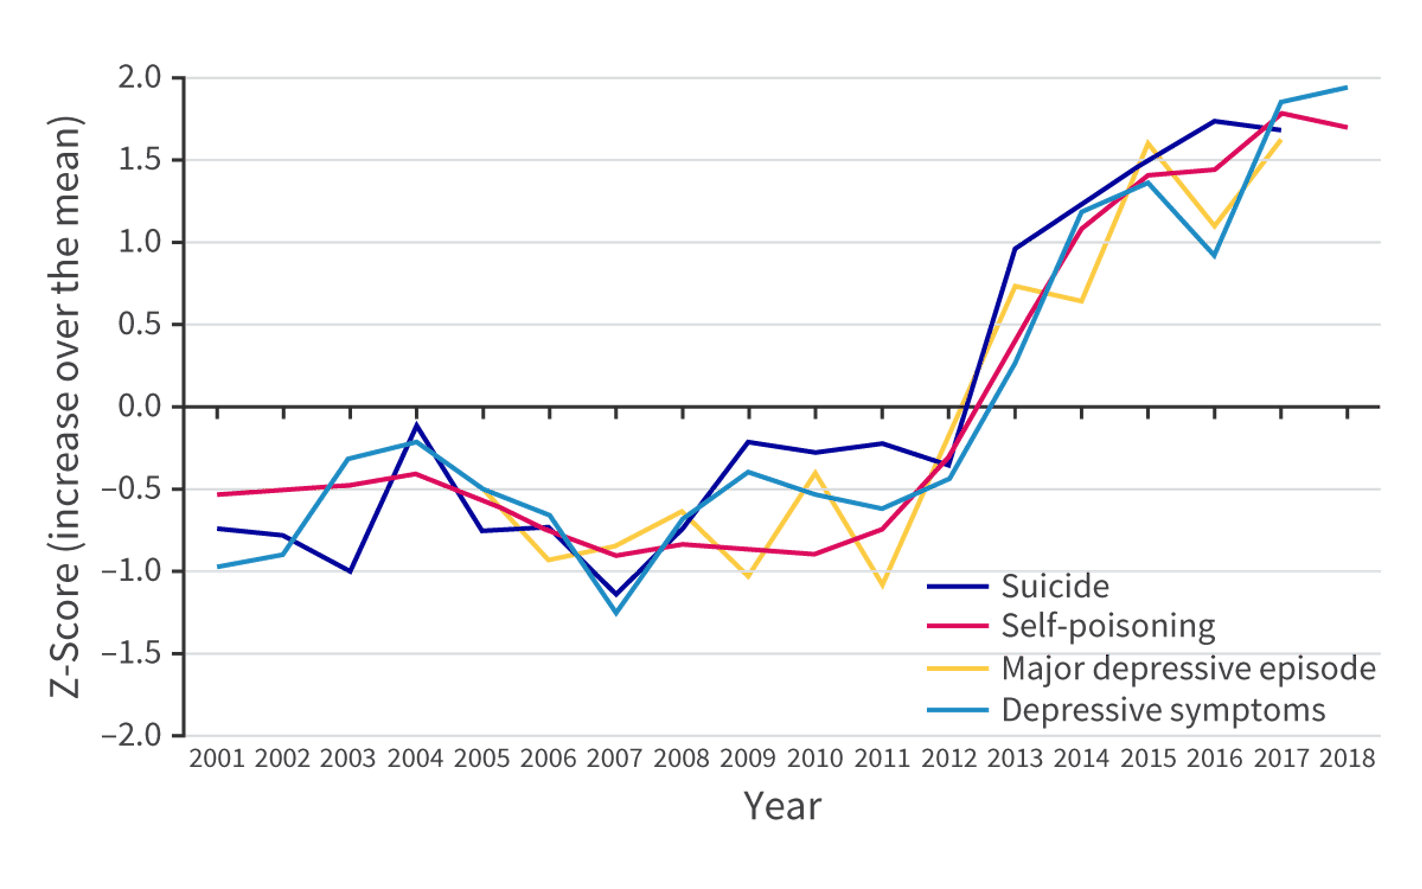 Z-Score (increase over the mean)
2.0
1.5
1.0
0.5
0.0
–0.5
–1.0
–1.5
–2.0
Suicide
Self-poisoning
Major depressive episode
Depressive symptoms
2001 2002 2003 2004 2005 2006 2007 2008 2009 2010 2011 2012 2013 2014 2015 2016 2017 2018
Year